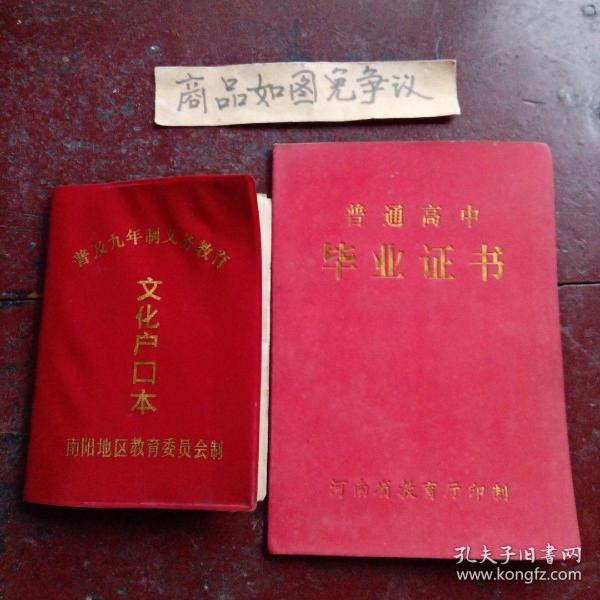 商品如图免争议
普及九年制义务教育
文化户口本
南阳地区教育委员会制
普通高中
毕业证书
河南省教育厅印制
孔夫子旧书网
www.kongfz.com